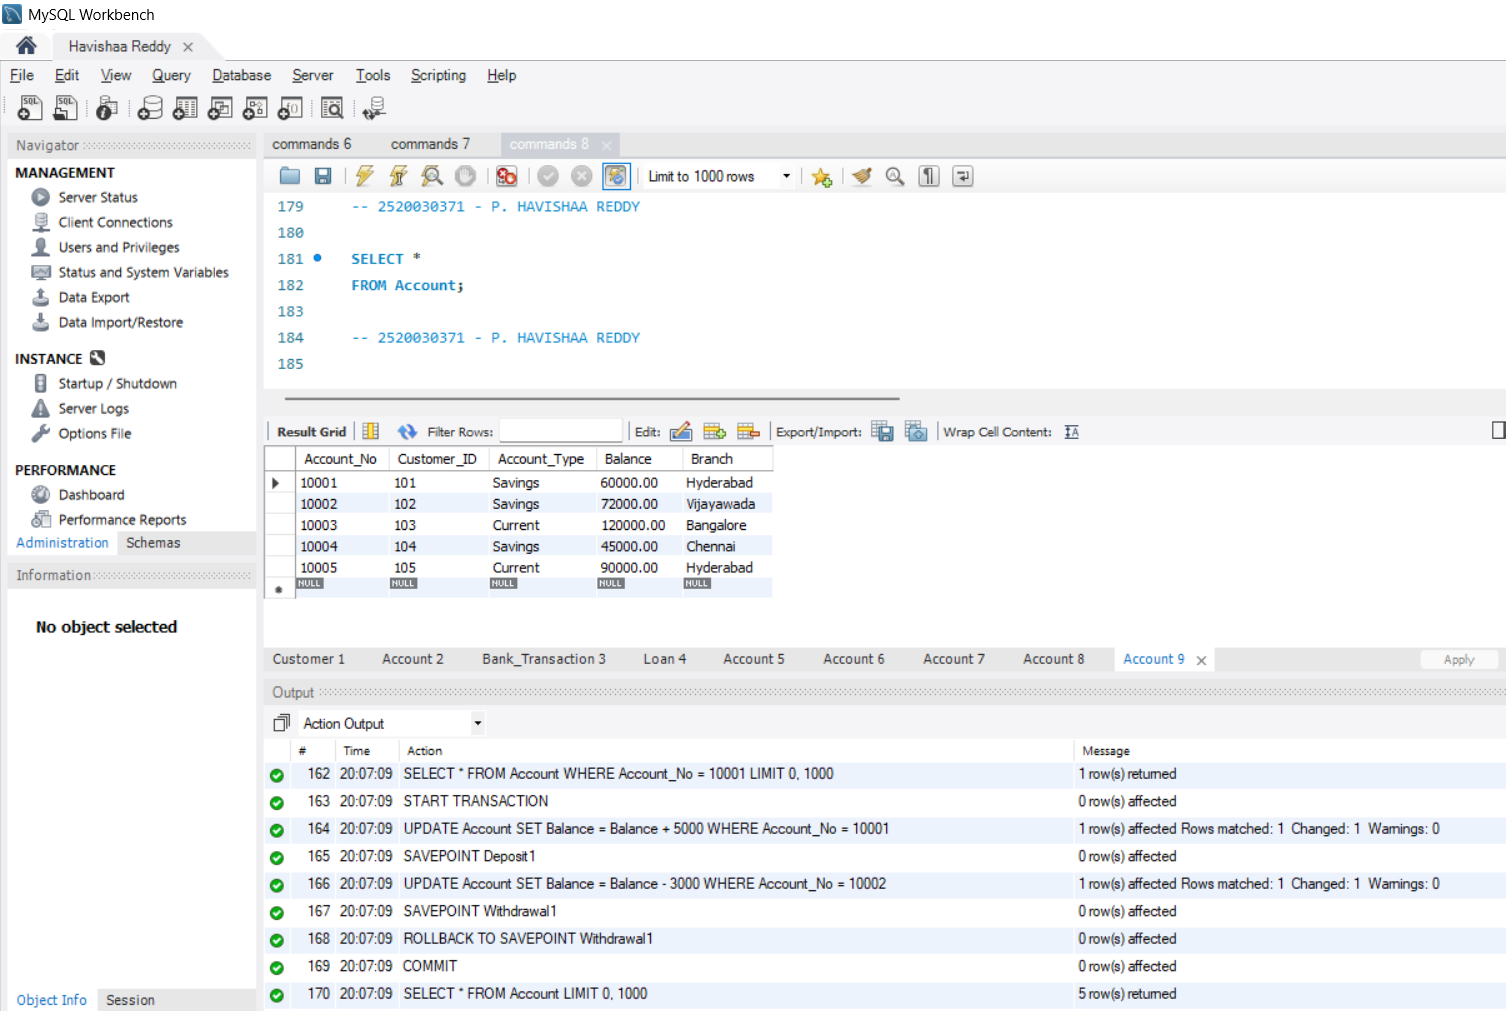 MySQL Workbench
Havishaa Reddy
File Edit View Query Database Server Tools Scripting Help
Navigator
MANAGEMENT
Server Status
Client Connections
Users and Privileges
Status and System Variables
Data Export
Data Import/Restore
INSTANCE
Startup / Shutdown
Server Logs
Options File
PERFORMANCE
Dashboard
Performance Reports
Administration Schemas
Information
No object selected
Object Info Session
commands 6 commands 7 commands 8
Limit to 1000 rows
179 -- 2520030371 - P. HAVISHAA REDDY
180
181 SELECT *
182 FROM Account;
183
184 -- 2520030371 - P. HAVISHAA REDDY
185
Result Grid Filter Rows: Edit: Export/Import: Wrap Cell Content:
Account_No Customer_ID Account_Type Balance Branch
10001 101 Savings 60000.00 Hyderabad
10002 102 Savings 72000.00 Vijayawada
10003 103 Current 120000.00 Bangalore
10004 104 Savings 45000.00 Chennai
10005 105 Current 90000.00 Hyderabad
NULL NULL NULL NULL NULL
Customer 1 Account 2 Bank_Transaction 3 Loan 4 Account 5 Account 6 Account 7 Account 8 Account 9 Apply
Output
Action Output
# Time Action Message
162 20:07:09 SELECT * FROM Account WHERE Account_No = 10001 LIMIT 0, 1000 1 row(s) returned
163 20:07:09 START TRANSACTION 0 row(s) affected
164 20:07:09 UPDATE Account SET Balance = Balance + 5000 WHERE Account_No = 10001 1 row(s) affected Rows matched: 1 Changed: 1 Warnings: 0
165 20:07:09 SAVEPOINT Deposit1 0 row(s) affected
166 20:07:09 UPDATE Account SET Balance = Balance - 3000 WHERE Account_No = 10002 1 row(s) affected Rows matched: 1 Changed: 1 Warnings: 0
167 20:07:09 SAVEPOINT Withdrawal1 0 row(s) affected
168 20:07:09 ROLLBACK TO SAVEPOINT Withdrawal1 0 row(s) affected
169 20:07:09 COMMIT 0 row(s) affected
170 20:07:09 SELECT * FROM Account LIMIT 0, 1000 5 row(s) returned